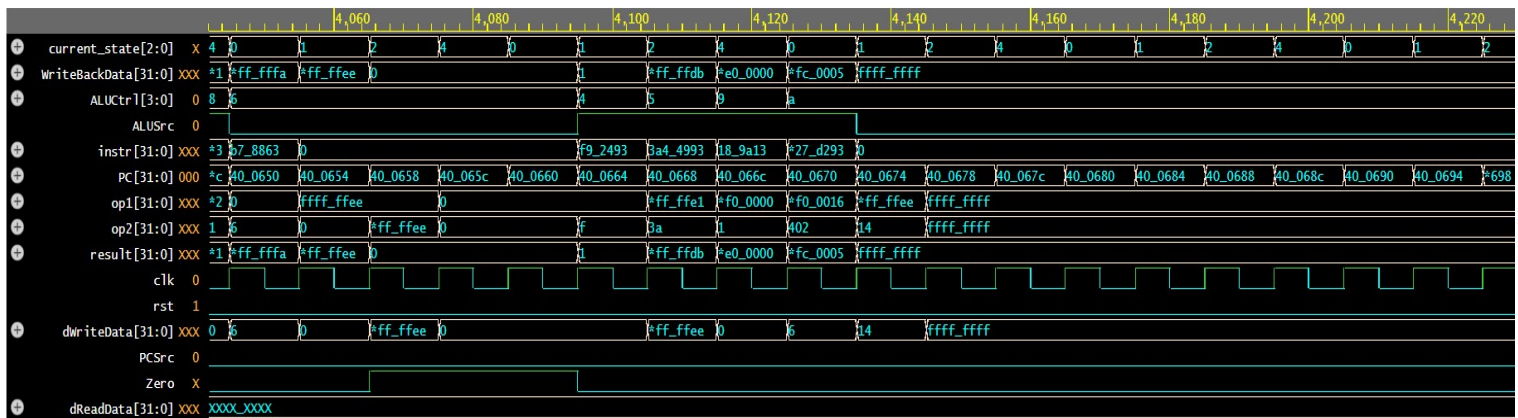 4,060 4,080 4,100 4,120 4,140 4,160 4,180 4,200 4,220
current_state[2:0] X 4 0 1 2 4 0 1 2 4 0 1 2 4 0 1 2 4 0 1 2
WriteBackData[31:0] XXX *1 *ff_fffa *ff_ffee 0 1 *ff_ffdb *e0_0000 *fc_0005 ffff_ffff
ALUCtrl[3:0] 0 8 6 4 5 9 a
ALUSrc 0
instr[31:0] XXX *3 b7_8863 0 f9_2493 3a4_4993 18_9a13 *27_d293 0
PC[31:0] 000 *c 40_0650 40_0654 40_0658 40_065c 40_0660 40_0664 40_0668 40_066c 40_0670 40_0674 40_0678 40_067c 40_0680 40_0684 40_0688 40_068c 40_0690 40_0694 *698
op1[31:0] XXX *2 0 ffff_ffee 0 *ff_ffe1 *f0_0000 *f0_0016 *ff_ffee ffff_ffff
op2[31:0] XXX 1 6 0 *ff_ffee 0 f 3a 1 402 14 ffff_ffff
result[31:0] XXX *1 *ff_fffa *ff_ffee 0 1 *ff_ffdb *e0_0000 *fc_0005 ffff_ffff
clk 0
rst 1
dWriteData[31:0] XXX 0 6 0 *ff_ffee 0 *ff_ffee 0 6 14 ffff_ffff
PCSrc 0
Zero X
dReadData[31:0] XXX XXXX_XXXX